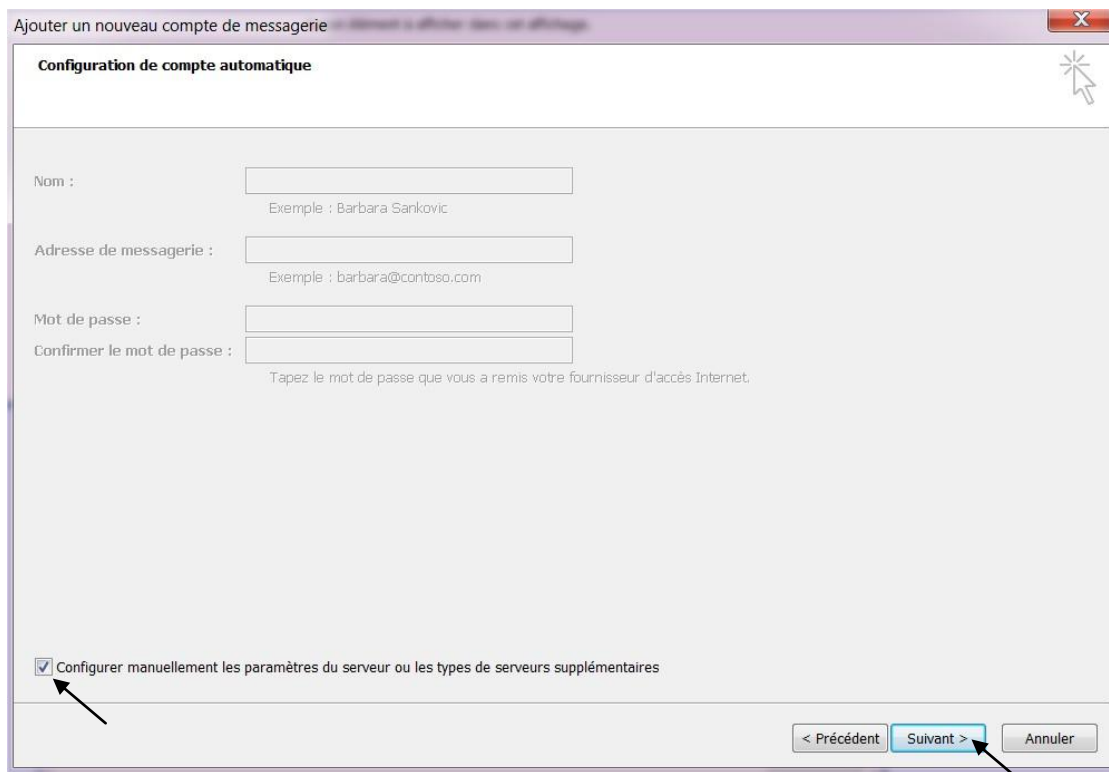 Ajouter un nouveau compte de messagerie
Configuration de compte automatique
Nom :
Exemple : Barbara Sankovic
Adresse de messagerie :
Exemple : barbara@contoso.com
Mot de passe :
Confirmer le mot de passe :
Tapez le mot de passe que vous a remis votre fournisseur d'accès Internet.
Configurer manuellement les paramètres du serveur ou les types de serveurs supplémentaires
< Précédent Suivant > Annuler